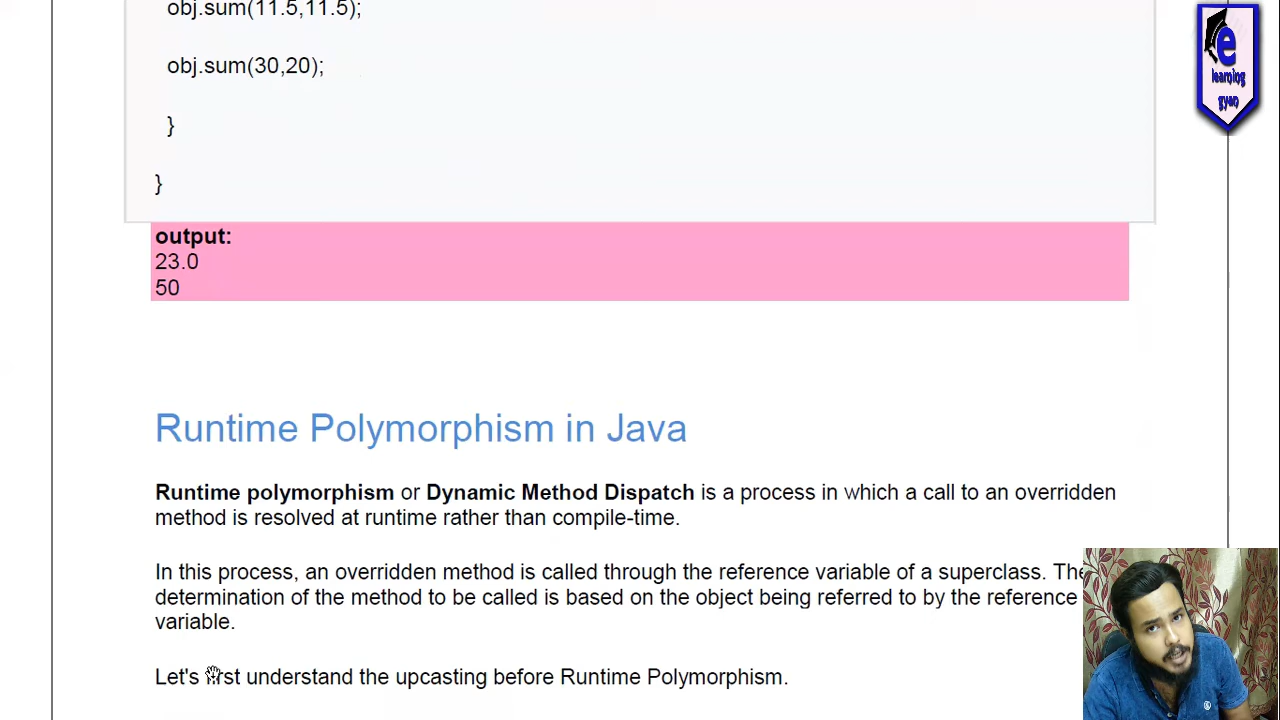 obj.sum(11.5,11.5);
obj.sum(30,20);
}
}
output:
23.0
50
Runtime Polymorphism in Java
Runtime polymorphism or Dynamic Method Dispatch is a process in which a call to an overridden
method is resolved at runtime rather than compile-time.
In this process, an overridden method is called through the reference variable of a superclass. The
determination of the method to be called is based on the object being referred to by the reference
variable.
Let's first understand the upcasting before Runtime Polymorphism.
e
learning
gyan